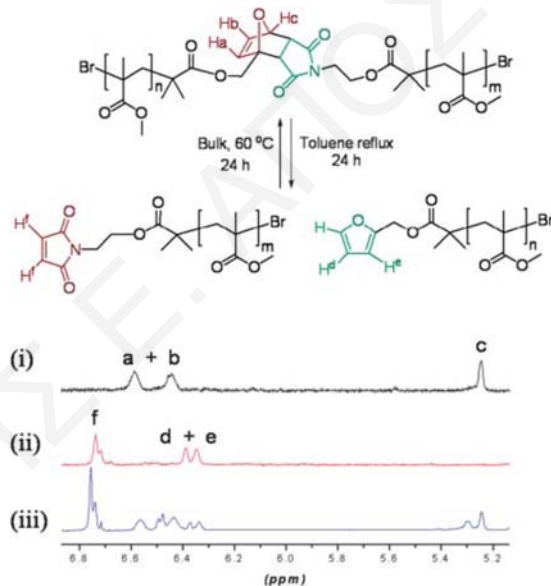 O
Hb
Hc
Ha
O
Br
n
O
N
O
m
Br
O
O
O
O
O
O
Bulk, 60 °C
24 h
Toluene reflux
24 h
Hᶠ
Hᶠ
O
N
O
O
O
m
Br
O
O
H
O
Hᵈ
Hᵉ
O
O
n
Br
O
O
(i)
a + b
c
(ii)
f
d + e
(iii)
6.8 6.6 6.4 6.2 6.0 5.8 5.6 5.4 5.2
(ppm)
ΙΣ Ε. ΑΠΟΣ